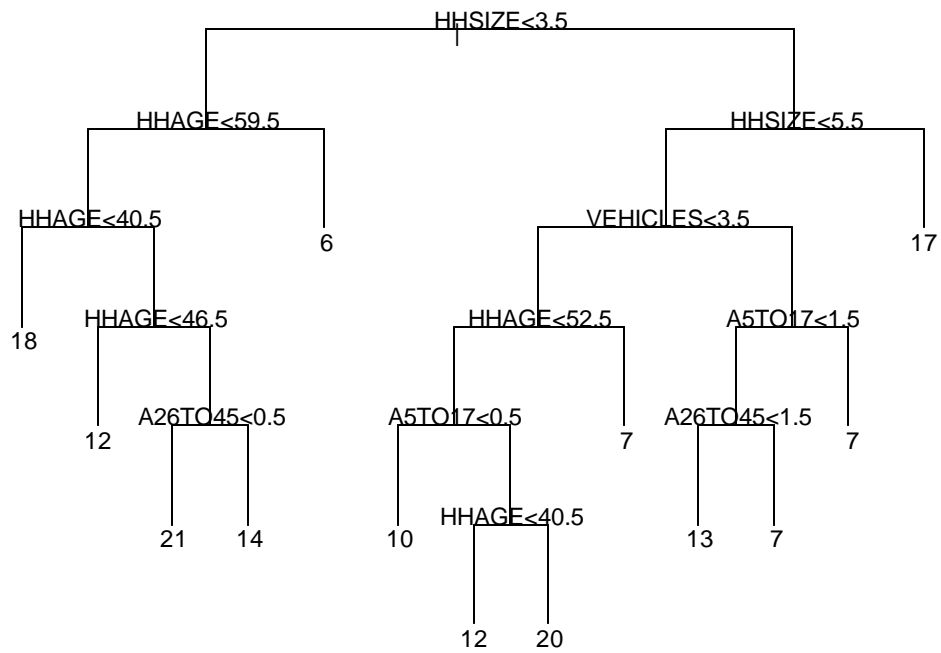 HHSIZE<3.5
HHAGE<59.5 HHSIZE<5.5
HHAGE<40.5 6 VEHICLES<3.5 17
18 HHAGE<46.5 HHAGE<52.5 A5TO17<1.5
12 A26TO45<0.5 A5TO17<0.5 7 A26TO45<1.5 7
21 14 10 HHAGE<40.5 13 7
12 20